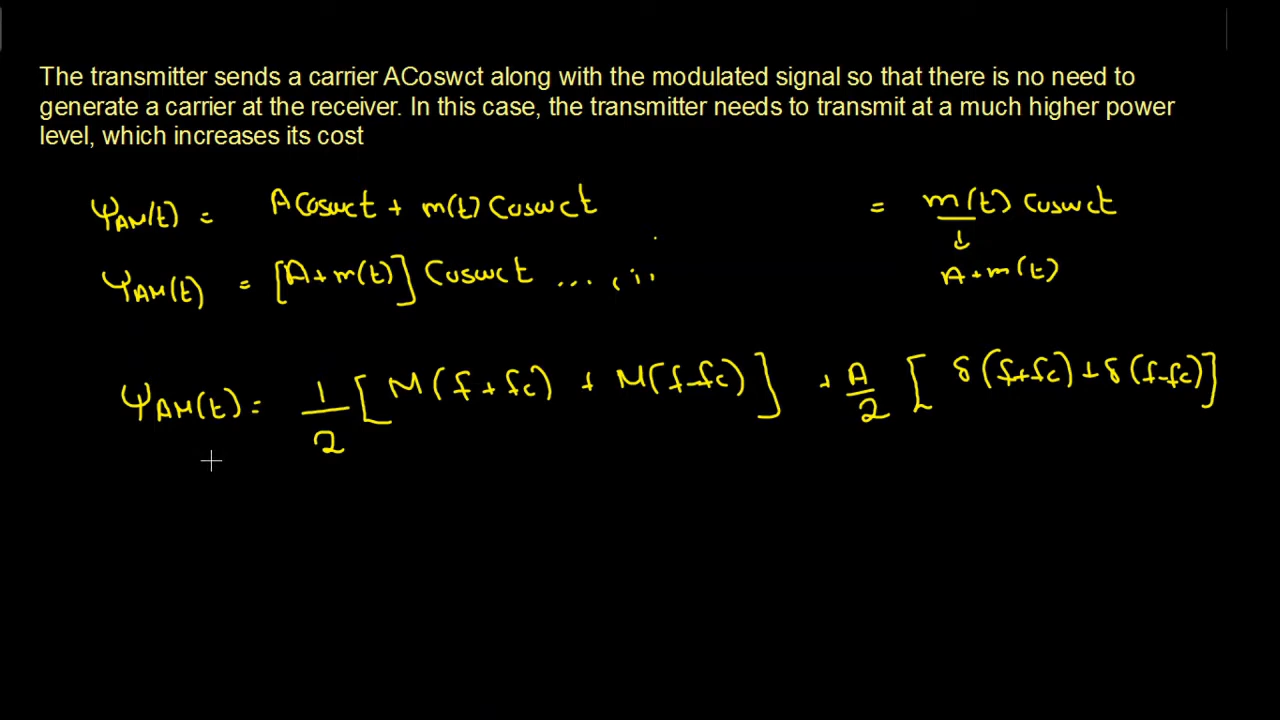 The transmitter sends a carrier ACoswct along with the modulated signal so that there is no need to
generate a carrier at the receiver. In this case, the transmitter needs to transmit at a much higher power
level, which increases its cost
ΨAM(t) = ACoswct + m(t) Coswct = m(t) Coswct
↓
ΨAM(t) = [A+m(t)] Coswct ...(i). A+m(t)
ΨAM(t) = 1/2 [M(f+fc) + M(f-fc)] + A/2 [δ(f+fc)+δ(f-fc)]